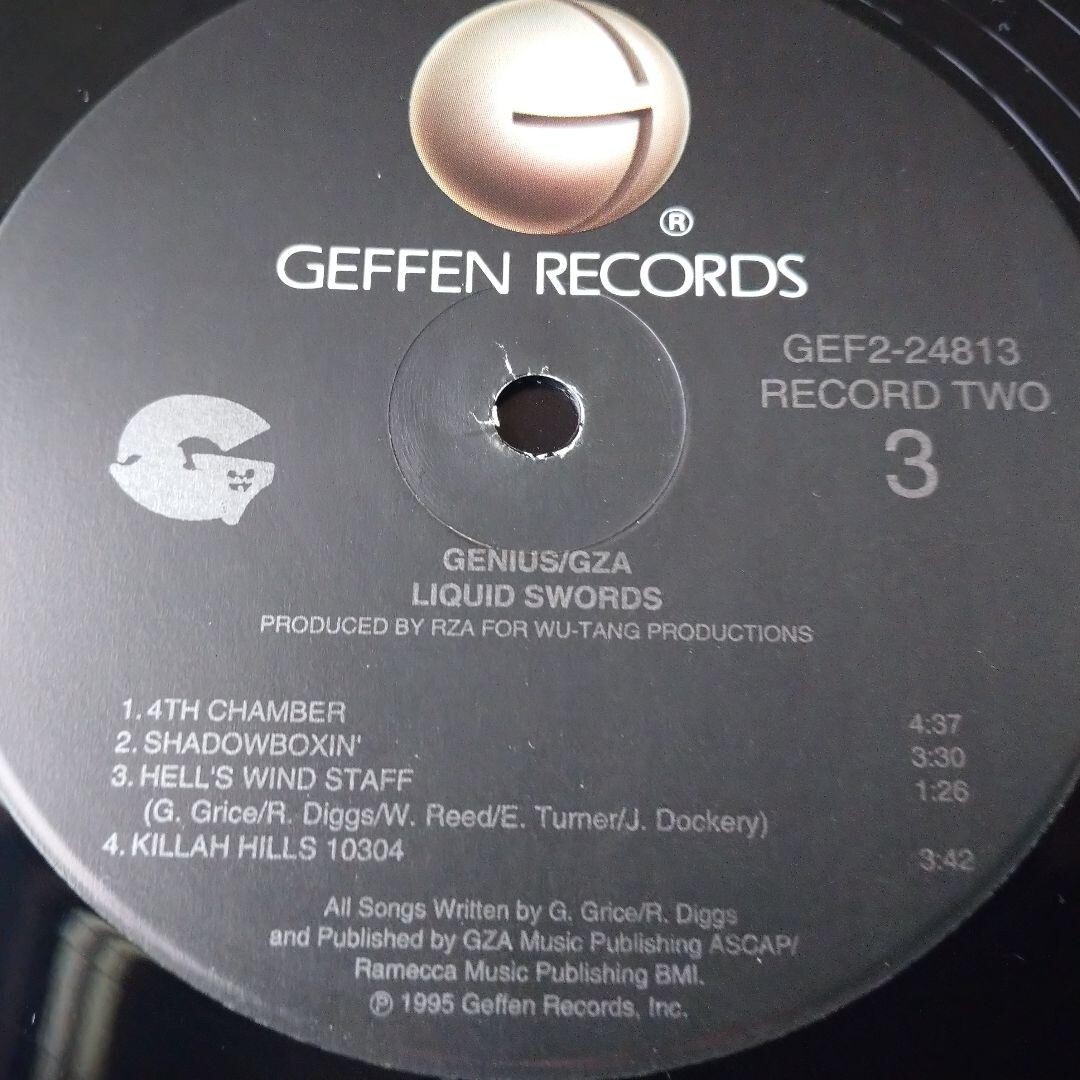 ®
GEFFEN RECORDS
GEF2-24813
RECORD TWO
3
GENIUS/GZA
LIQUID SWORDS
PRODUCED BY RZA FOR WU-TANG PRODUCTIONS
1. 4TH CHAMBER 4:37
2. SHADOWBOXIN' 3:30
3. HELL'S WIND STAFF 1:26
(G. Grice/R. Diggs/W. Reed/E. Turner/J. Dockery)
4. KILLAH HILLS 10304 3:42
All Songs Written by G. Grice/R. Diggs
and Published by GZA Music Publishing ASCAP/
Ramecca Music Publishing BMI.
℗ 1995 Geffen Records, Inc.